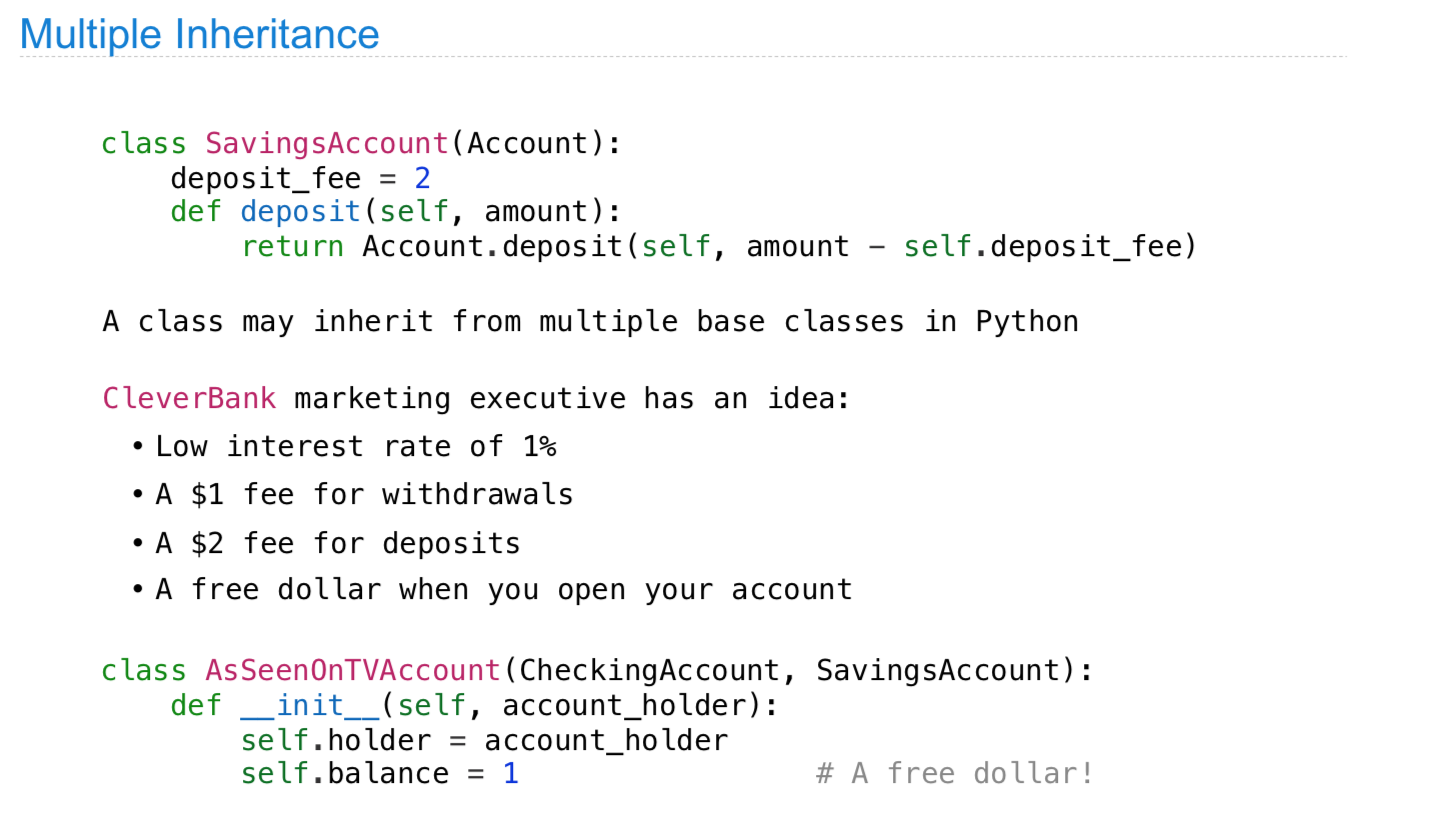 Multiple Inheritance
class SavingsAccount(Account):
    deposit_fee = 2
    def deposit(self, amount):
        return Account.deposit(self, amount - self.deposit_fee)
A class may inherit from multiple base classes in Python
CleverBank marketing executive has an idea:
• Low interest rate of 1%
• A $1 fee for withdrawals
• A $2 fee for deposits
• A free dollar when you open your account
class AsSeenOnTVAccount(CheckingAccount, SavingsAccount):
    def __init__(self, account_holder):
        self.holder = account_holder
        self.balance = 1                 # A free dollar!